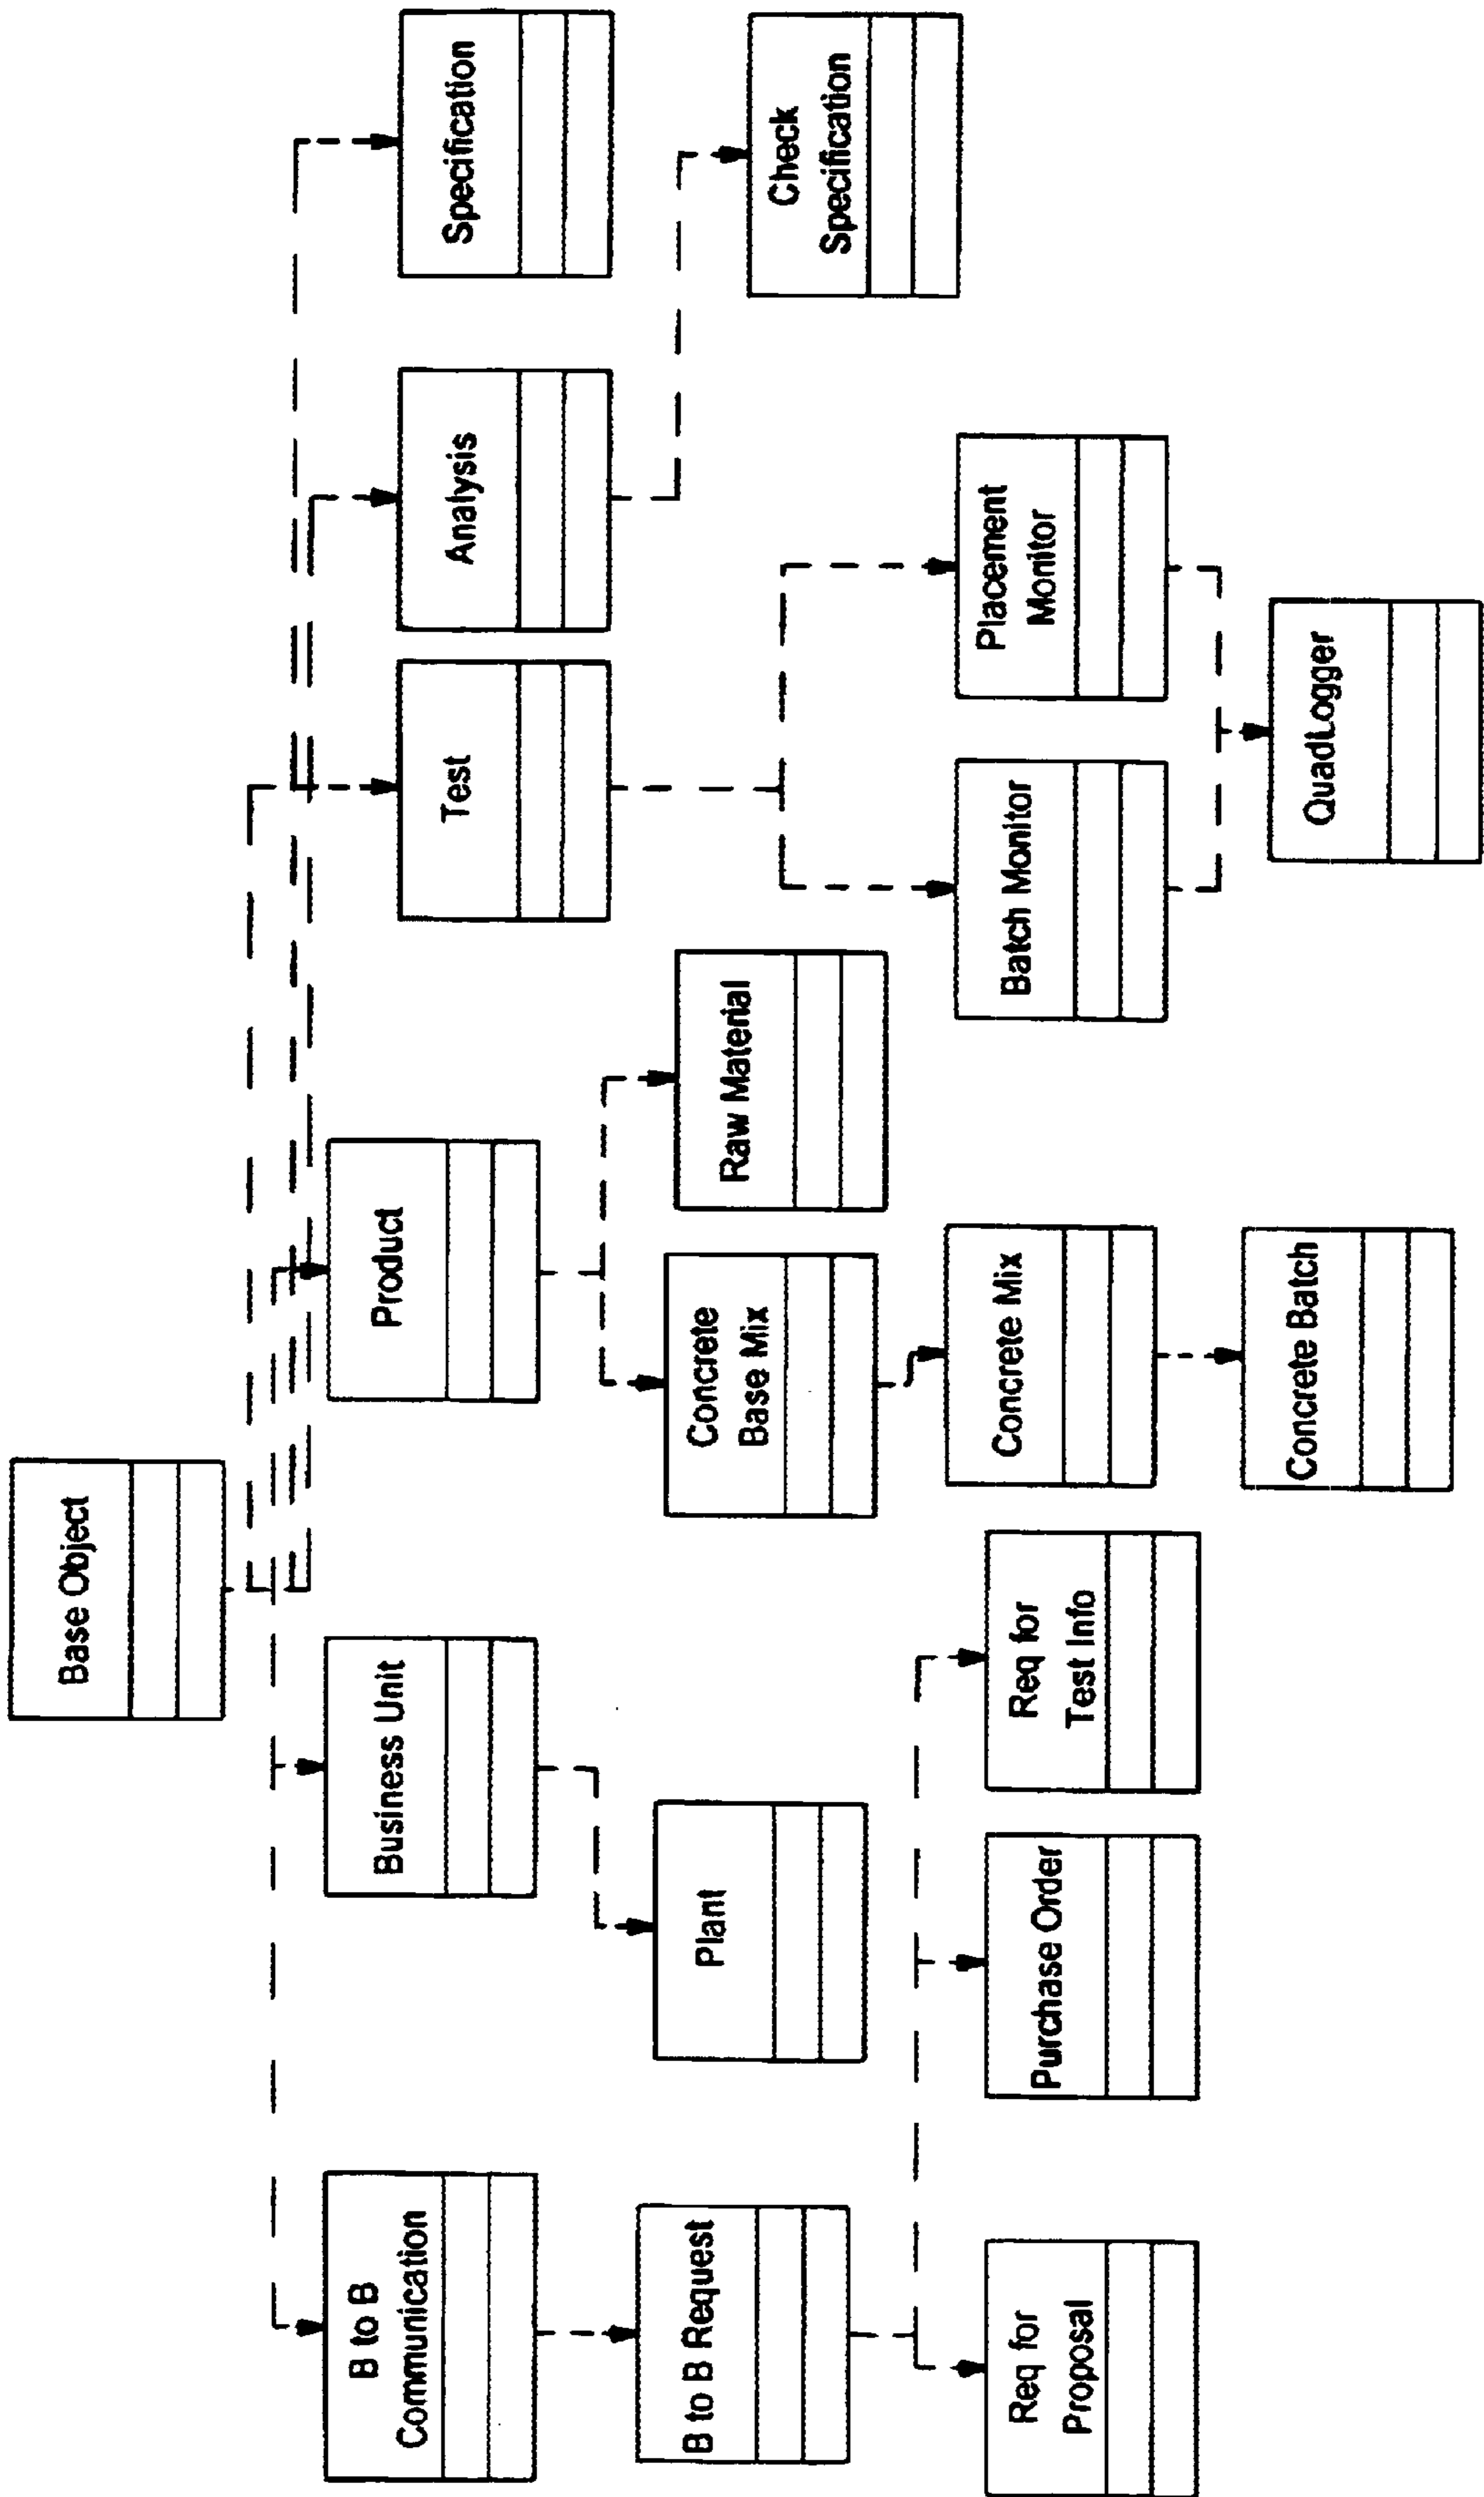 Base Object
B to B
Communication
Business Unit
Product
Test
Analysis
Specification
B to B Request
Plant
Concrete
Base Mix
Raw Material
Check
Specification
Req for
Proposal
Purchase Order
Req for
Test Info
Concrete Mix
Batch Monitor
Placement
Monitor
Concrete Batch
QuadLogger